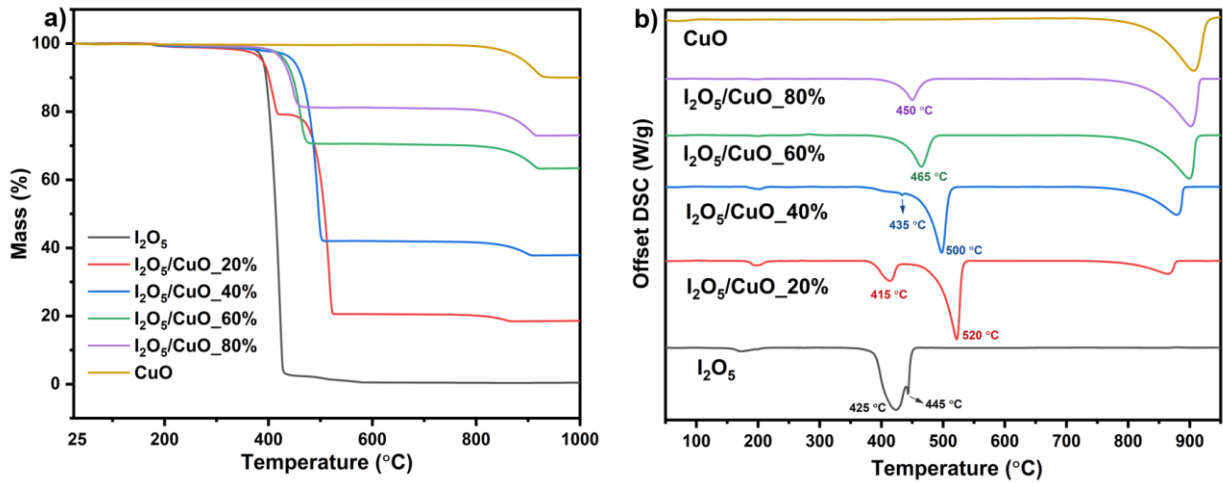 a)
Mass (%)
100
80
60
40
20
0
I₂O₅
I₂O₅/CuO_20%
I₂O₅/CuO_40%
I₂O₅/CuO_60%
I₂O₅/CuO_80%
CuO
25 200 400 600 800 1000
Temperature (°C)
b)
Offset DSC (W/g)
CuO
I₂O₅/CuO_80%
450 °C
I₂O₅/CuO_60%
465 °C
I₂O₅/CuO_40%
435 °C
500 °C
I₂O₅/CuO_20%
415 °C
520 °C
I₂O₅
425 °C
445 °C
100 200 300 400 500 600 700 800 900
Temperature (°C)